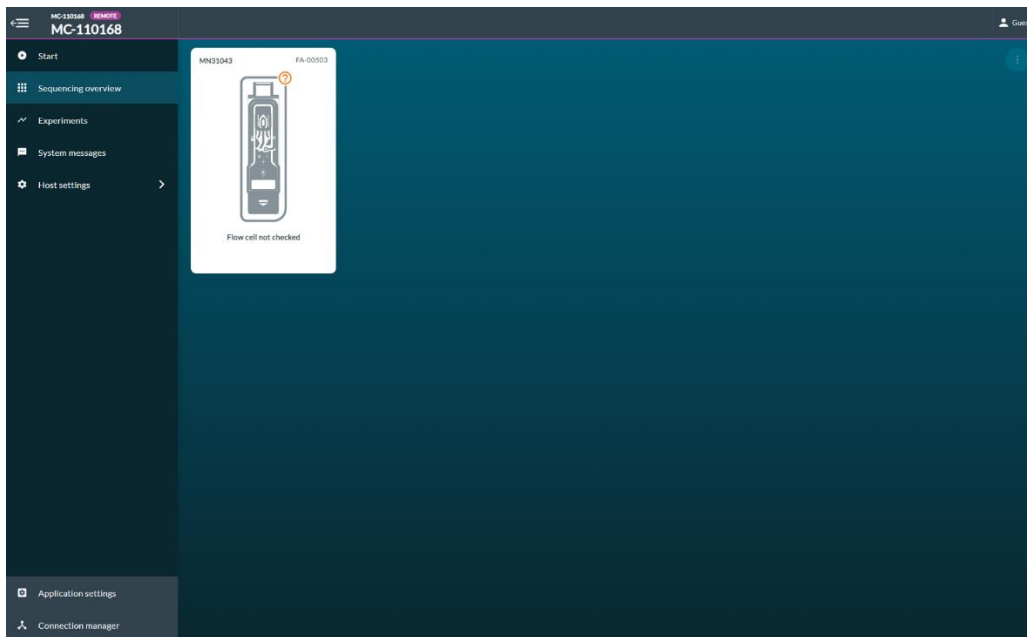 MC-110168 REMOTE
MC-110168
Start
Sequencing overview
Experiments
System messages
Host settings
Application settings
Connection manager
MN31043 FA-00503
?
Flow cell not checked